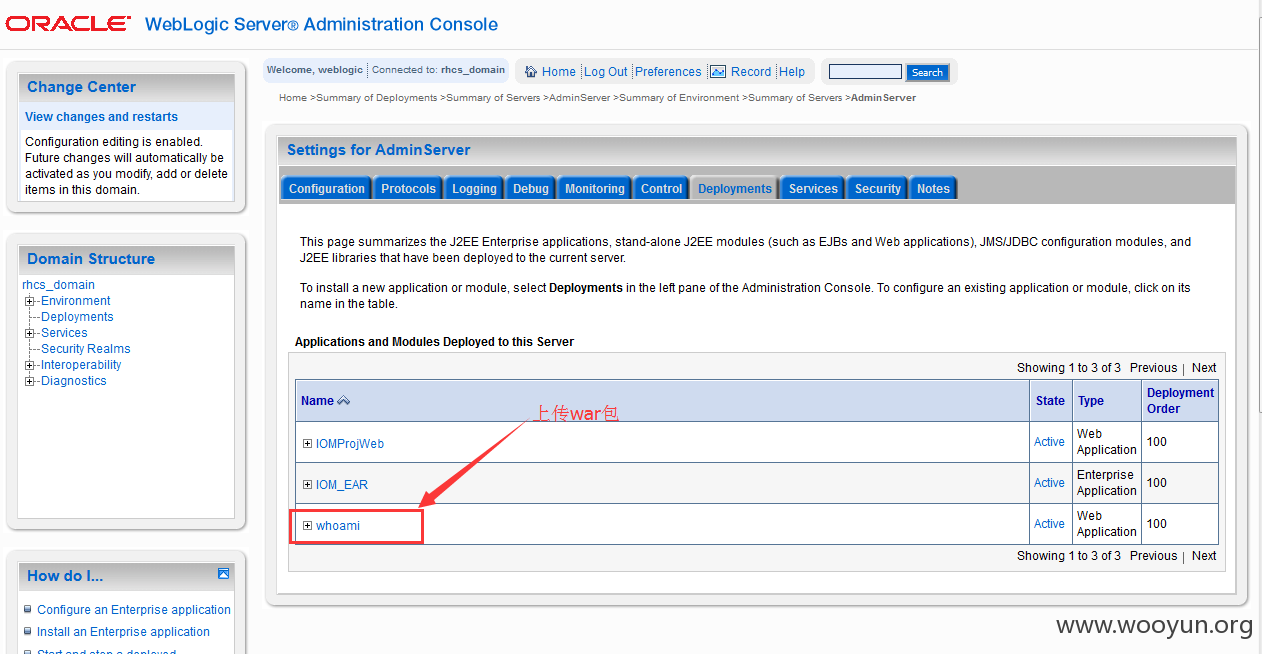 ORACLE® WebLogic Server® Administration Console
Change Center
View changes and restarts
Configuration editing is enabled.
Future changes will automatically be
activated as you modify, add or delete
items in this domain.
Domain Structure
rhcs_domain
Environment
Deployments
Services
Security Realms
Interoperability
Diagnostics
How do I...
Configure an Enterprise application
Install an Enterprise application
Start and stop a deployed
Welcome, weblogic Connected to: rhcs_domain Home Log Out Preferences Record Help Search
Home >Summary of Deployments >Summary of Servers >AdminServer >Summary of Environment >Summary of Servers >AdminServer
Settings for AdminServer
Configuration Protocols Logging Debug Monitoring Control Deployments Services Security Notes
This page summarizes the J2EE Enterprise applications, stand-alone J2EE modules (such as EJBs and Web applications), JMS/JDBC configuration modules, and
J2EE libraries that have been deployed to the current server.
To install a new application or module, select Deployments in the left pane of the Administration Console. To configure an existing application or module, click on its
name in the table.
Applications and Modules Deployed to this Server
Showing 1 to 3 of 3 Previous | Next
Name State Type Deployment
Order
上传war包
IOMProjWeb Active Web
Application 100
IOM_EAR Active Enterprise
Application 100
whoami Active Web
Application 100
Showing 1 to 3 of 3 Previous | Next
www.wooyun.org